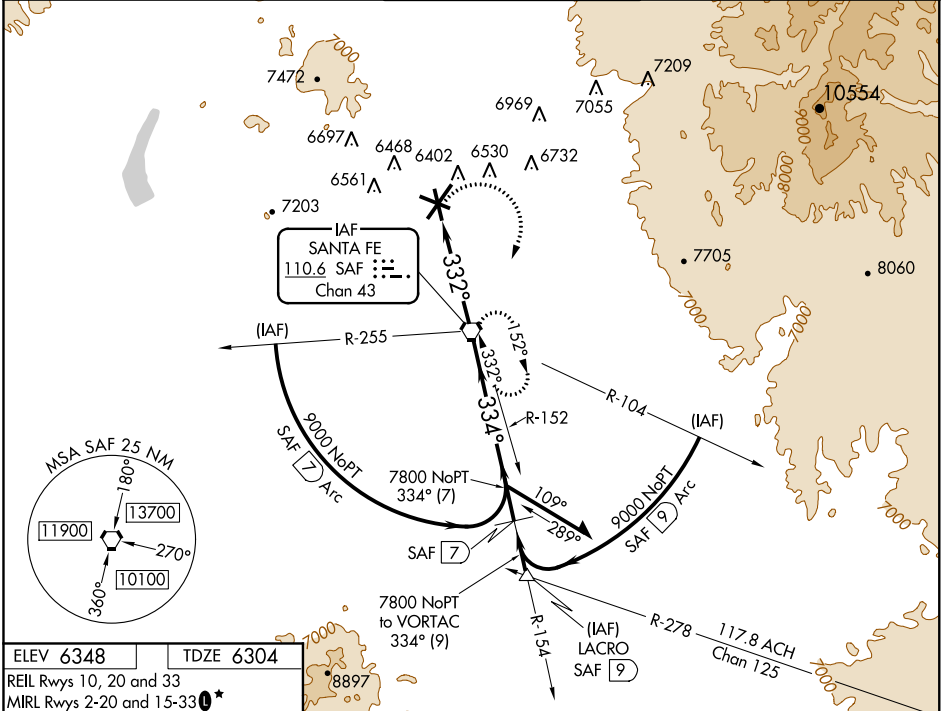 7000
7472
7209
7055
10554
6969
6697
6468
6402
6530
6732
6561
8000
8000
7203
IAF
SANTA FE
110.6 SAF
Chan 43
332°
7705
8060
7000
7000
(IAF)
R-255
152°
332°
R-104
334°
R-152
(IAF)
9000 NoPT
SAF 7 Arc
9000 NoPT
SAF 9 Arc
7800 NoPT
334° (7)
109°
289°
SAF 7
MSA SAF 25 NM
180°
13700
11900
270°
10100
360°
7800 NoPT
to VORTAC
334° (9)
R-154
(IAF)
LACRO
SAF 9
R-278
117.8 ACH
Chan 125
7000
7000
8897
ELEV 6348
TDZE 6304
REIL Rwys 10, 20 and 33
MIRL Rwys 2-20 and 15-33 L ★